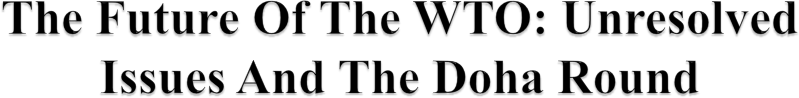 The Future Of The WTO: Unresolved
Issues And The Doha Round